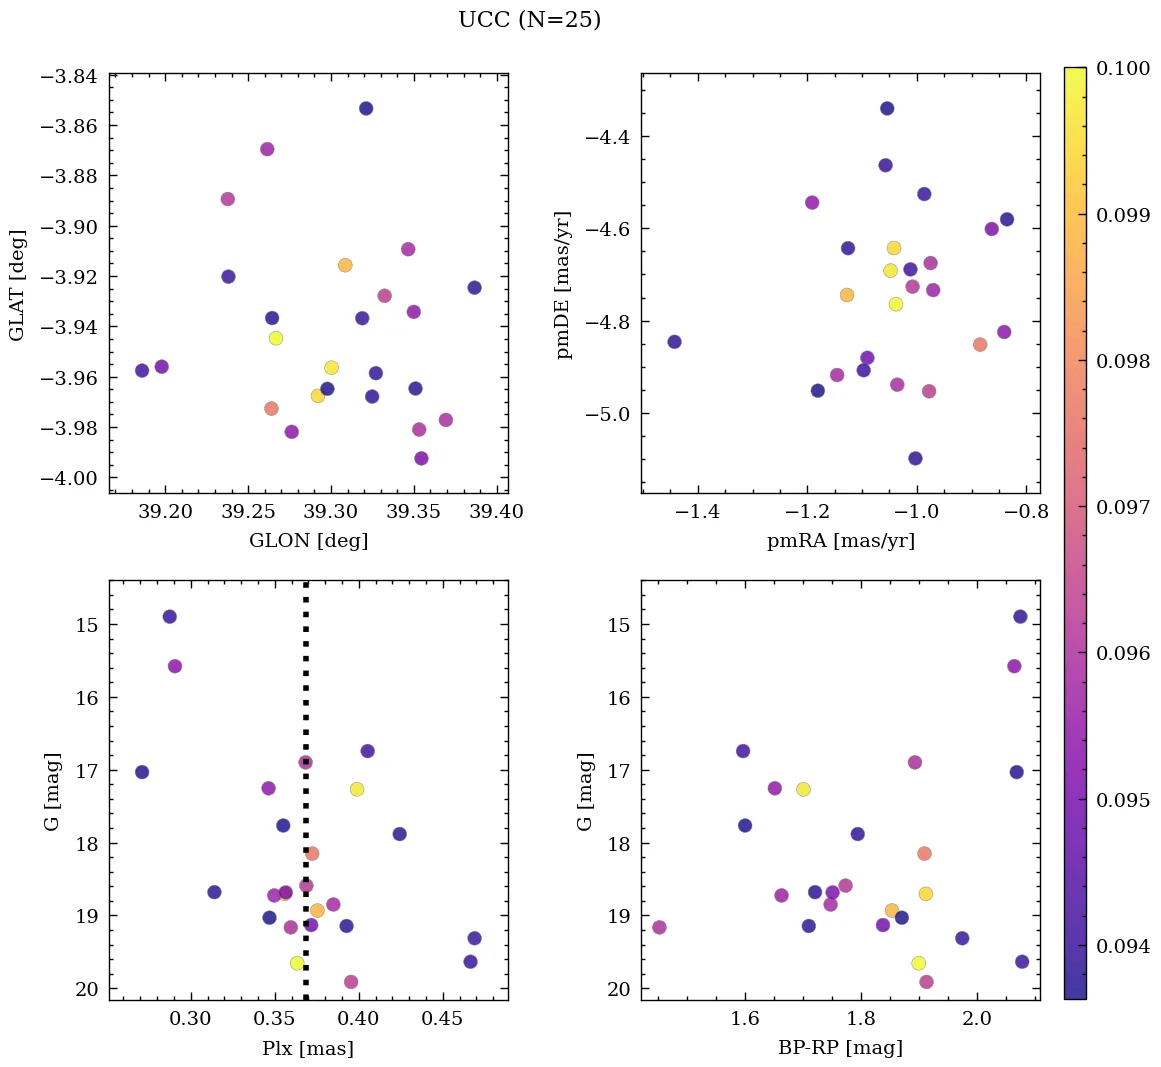 UCC (N=25)
−3.84
−3.86
−3.88
−3.90
−3.92
−3.94
−3.96
−3.98
−4.00
GLAT [deg]
39.20 39.25 39.30 39.35 39.40
GLON [deg]
−4.4
−4.6
−4.8
−5.0
pmDE [mas/yr]
−1.4 −1.2 −1.0 −0.8
pmRA [mas/yr]
15
16
17
18
19
20
G [mag]
0.30 0.35 0.40 0.45
Plx [mas]
15
16
17
18
19
20
G [mag]
1.6 1.8 2.0
BP-RP [mag]
0.100
0.099
0.098
0.097
0.096
0.095
0.094